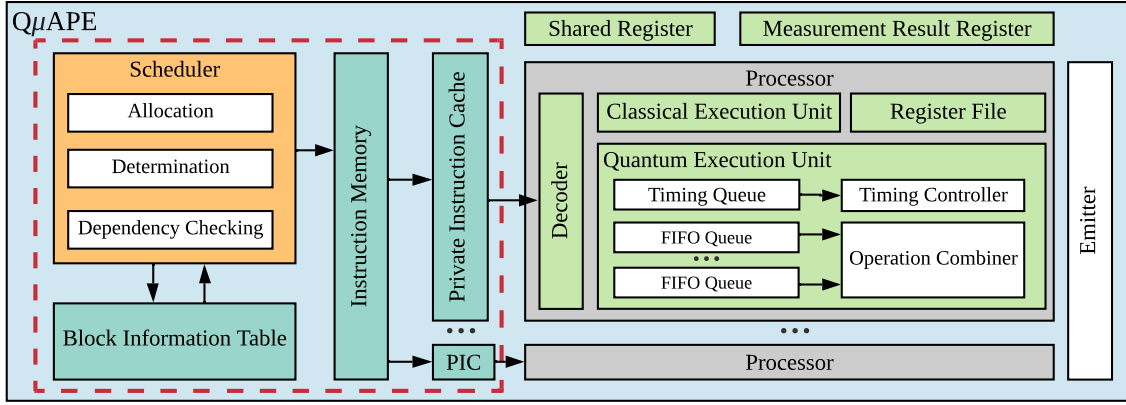 QμAPE
Scheduler
Allocation
Determination
Dependency Checking
Block Information Table
Instruction Memory
Private Instruction Cache
...
PIC
Shared Register
Measurement Result Register
Processor
Decoder
Classical Execution Unit
Register File
Quantum Execution Unit
Timing Queue
Timing Controller
FIFO Queue
...
FIFO Queue
Operation Combiner
...
Processor
Emitter